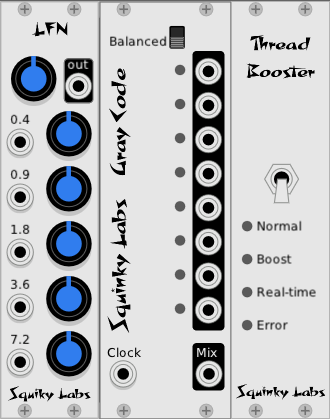 LFN
out
0.4
0.9
1.8
3.6
7.2
Squiky Labs
Balanced
Squinky Labs Gray Code
Clock
Mix
Thread
Booster
Normal
Boost
Real-time
Error
Squinky Labs